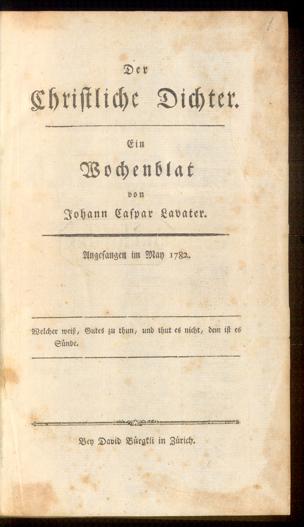 Der
Christliche Dichter.
Ein
Wochenblat
von
Johann Caspar Lavater.
Angefangen im May 1782.
Welcher weiß, Gutes zu thun, und thut es nicht, dem ist es
Sünde.
Bey David Bürgkli in Zürich.